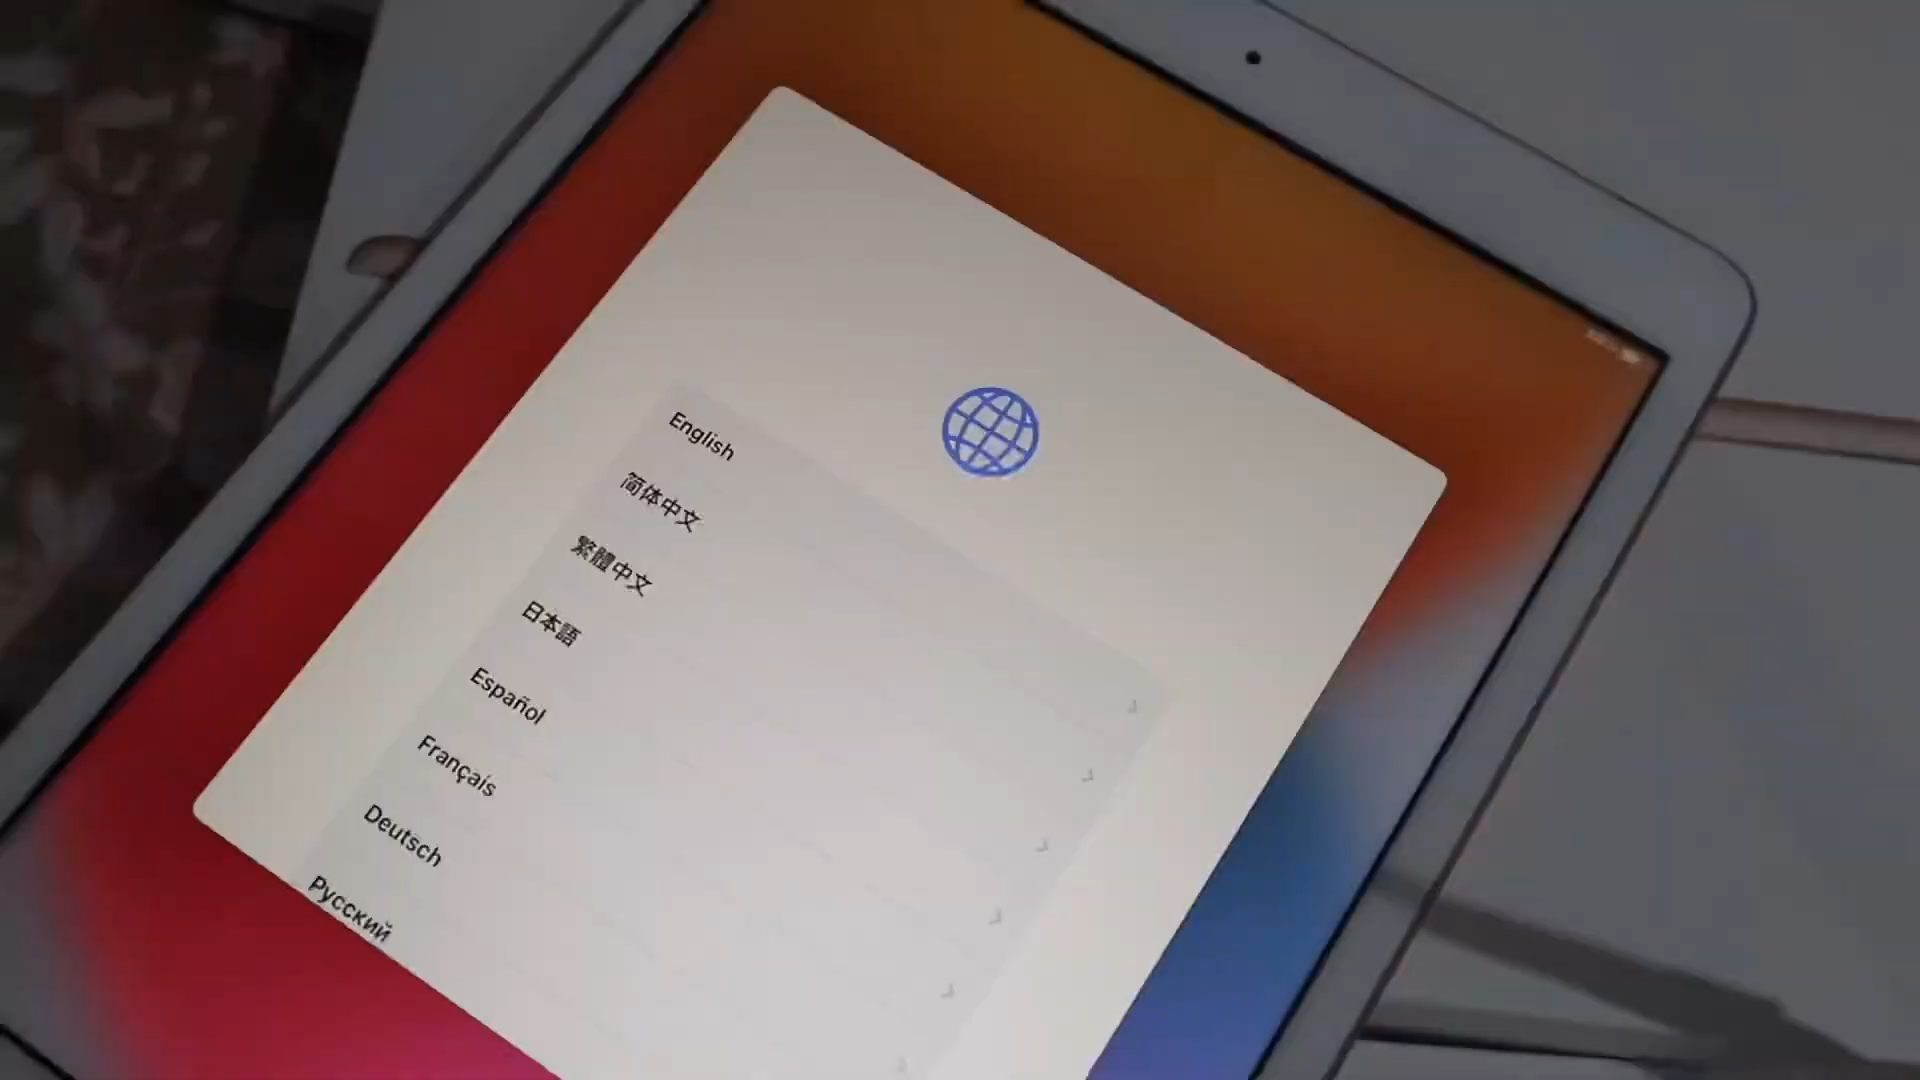 English
简体中文
繁體中文
日本語
Español
Français
Deutsch
Русский